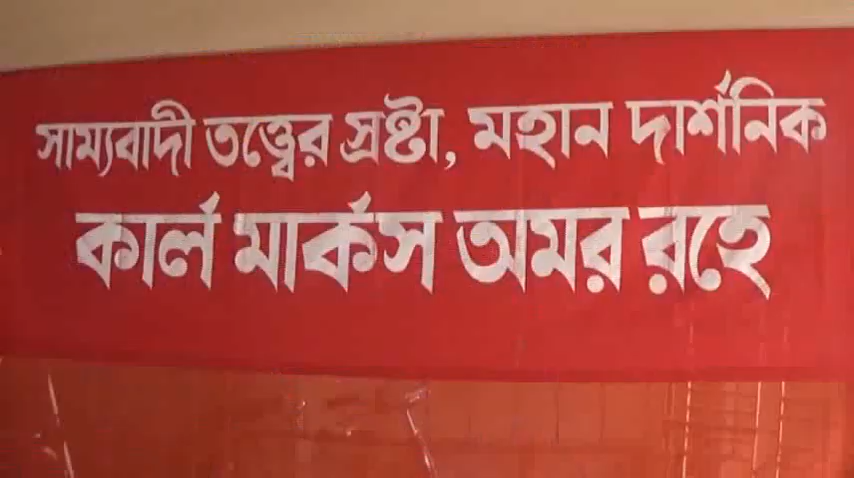 সাম্যবাদী তত্ত্বের স্রষ্টা, মহান দার্শনিক
কার্ল মার্কস অমর রহে